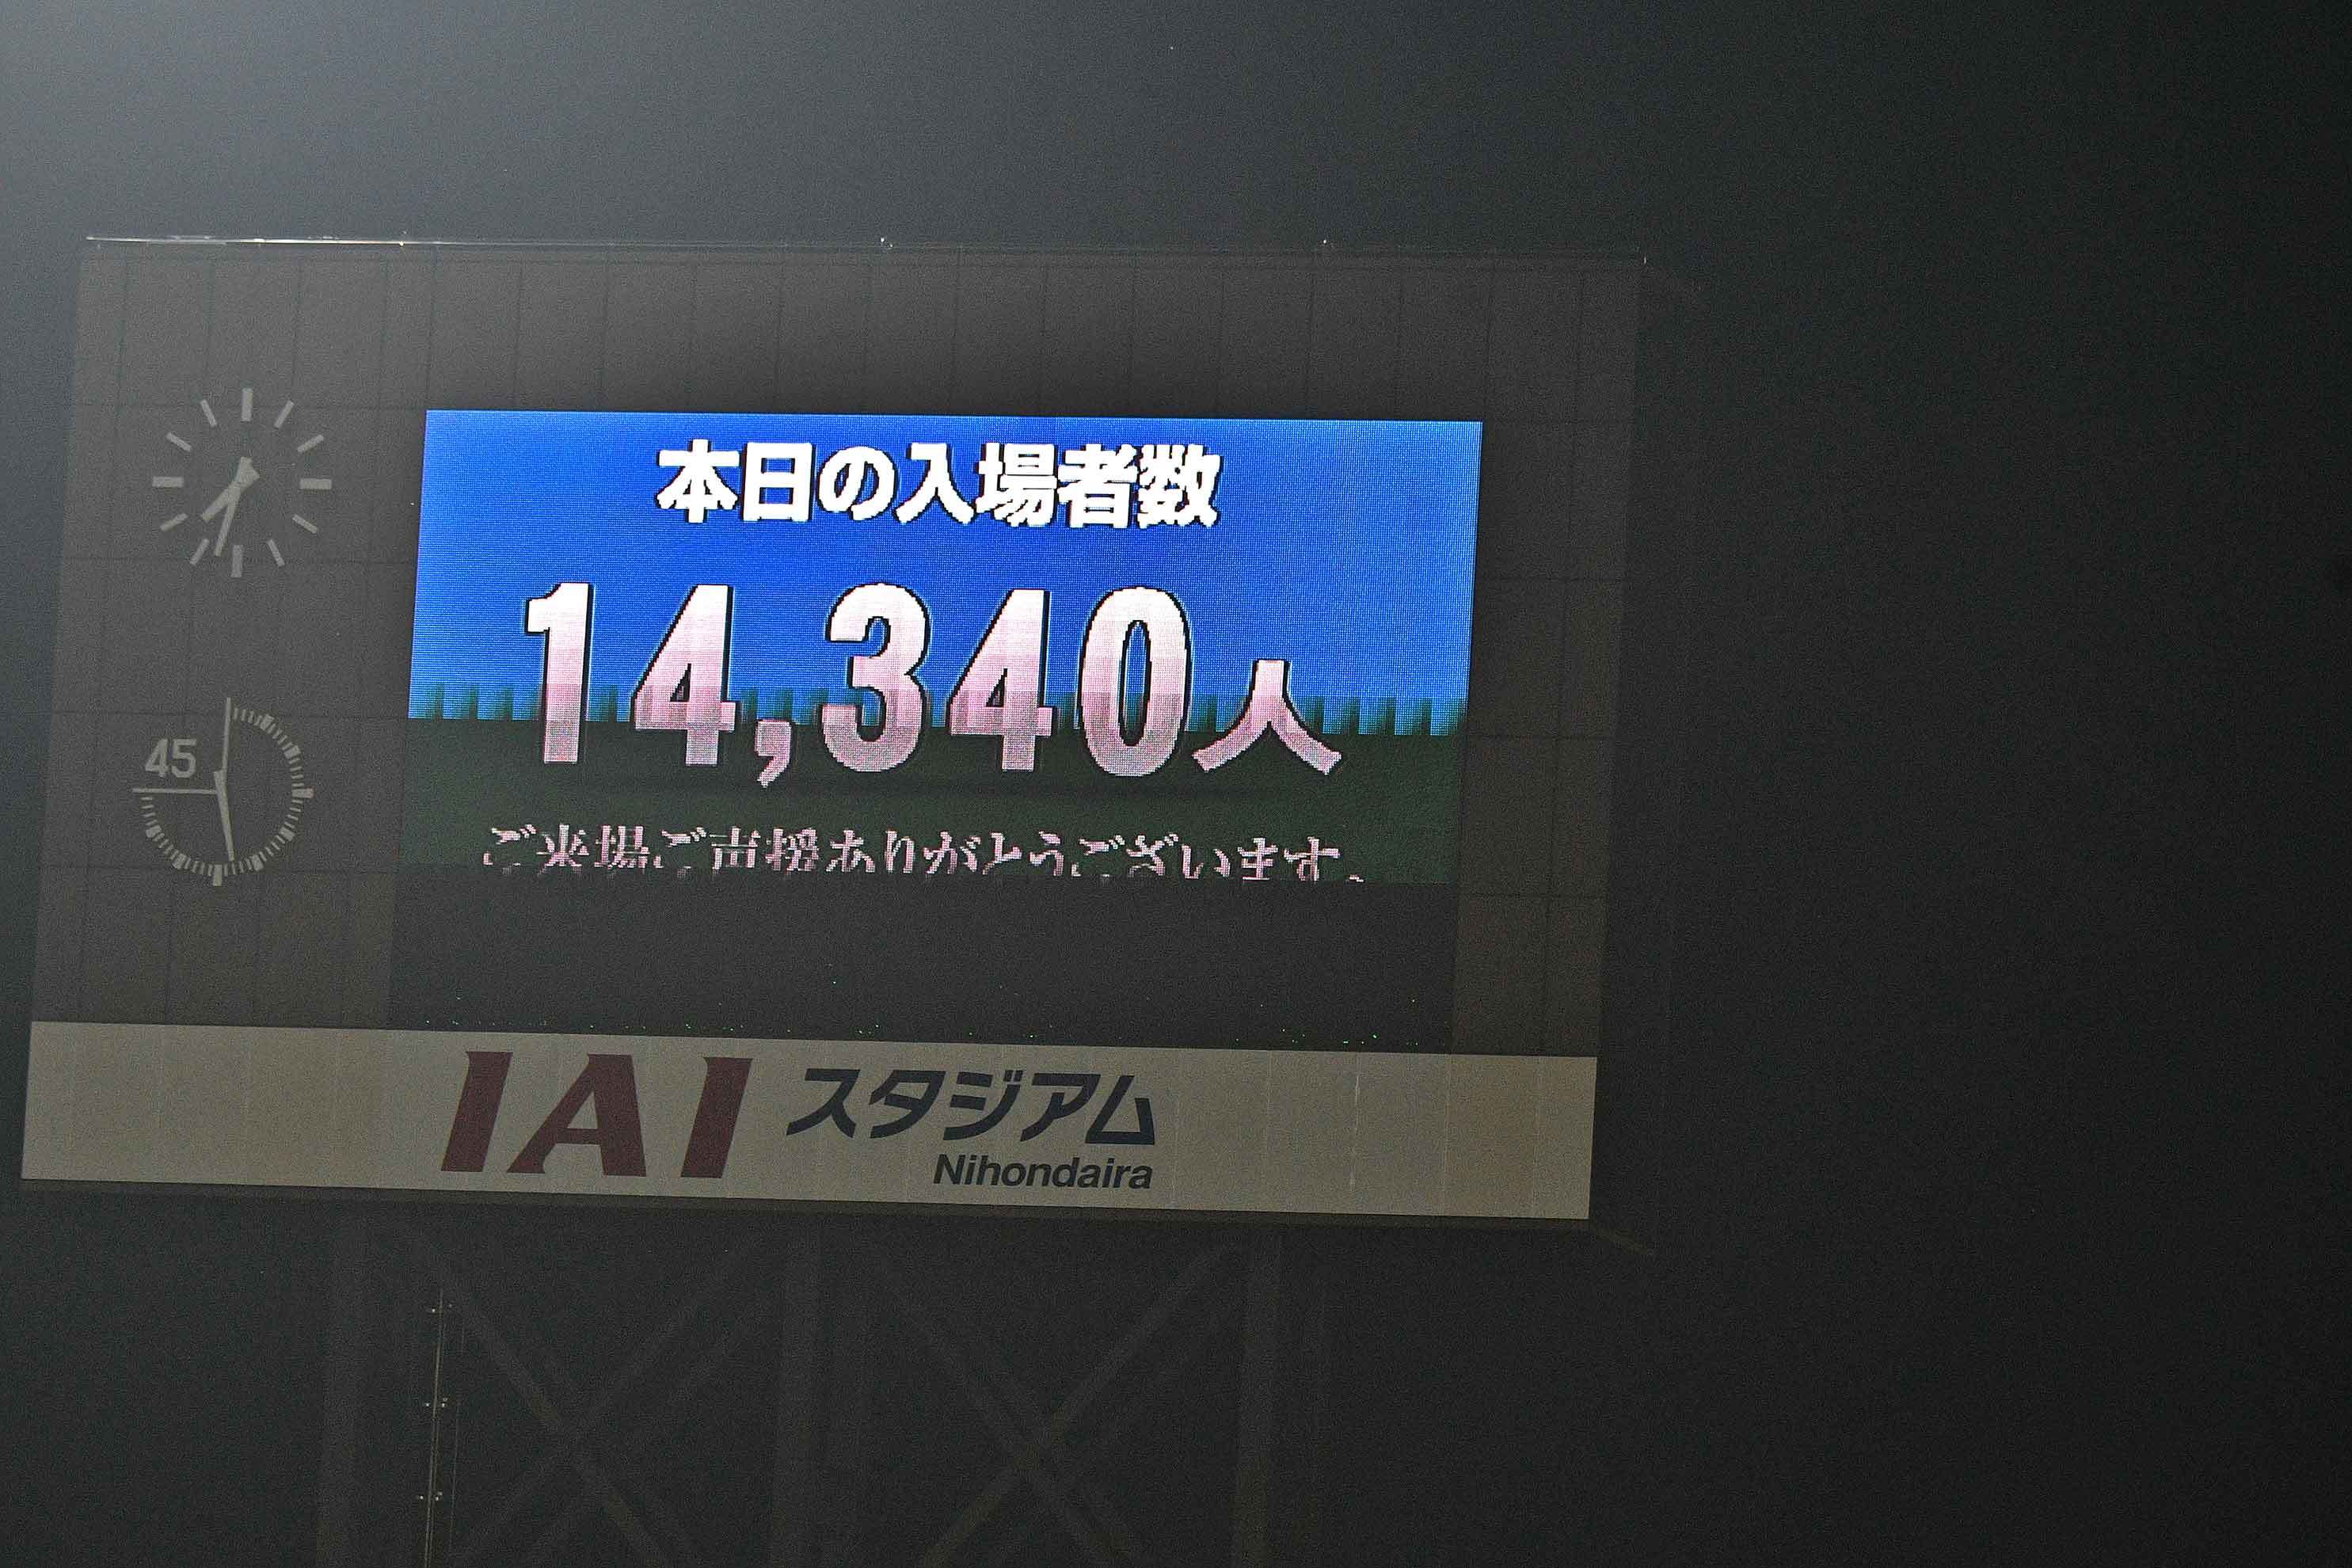 本日の入場者数
14,340人
ご来場ご声援ありがとうございます。
45
IAI スタジアム
Nihondaira